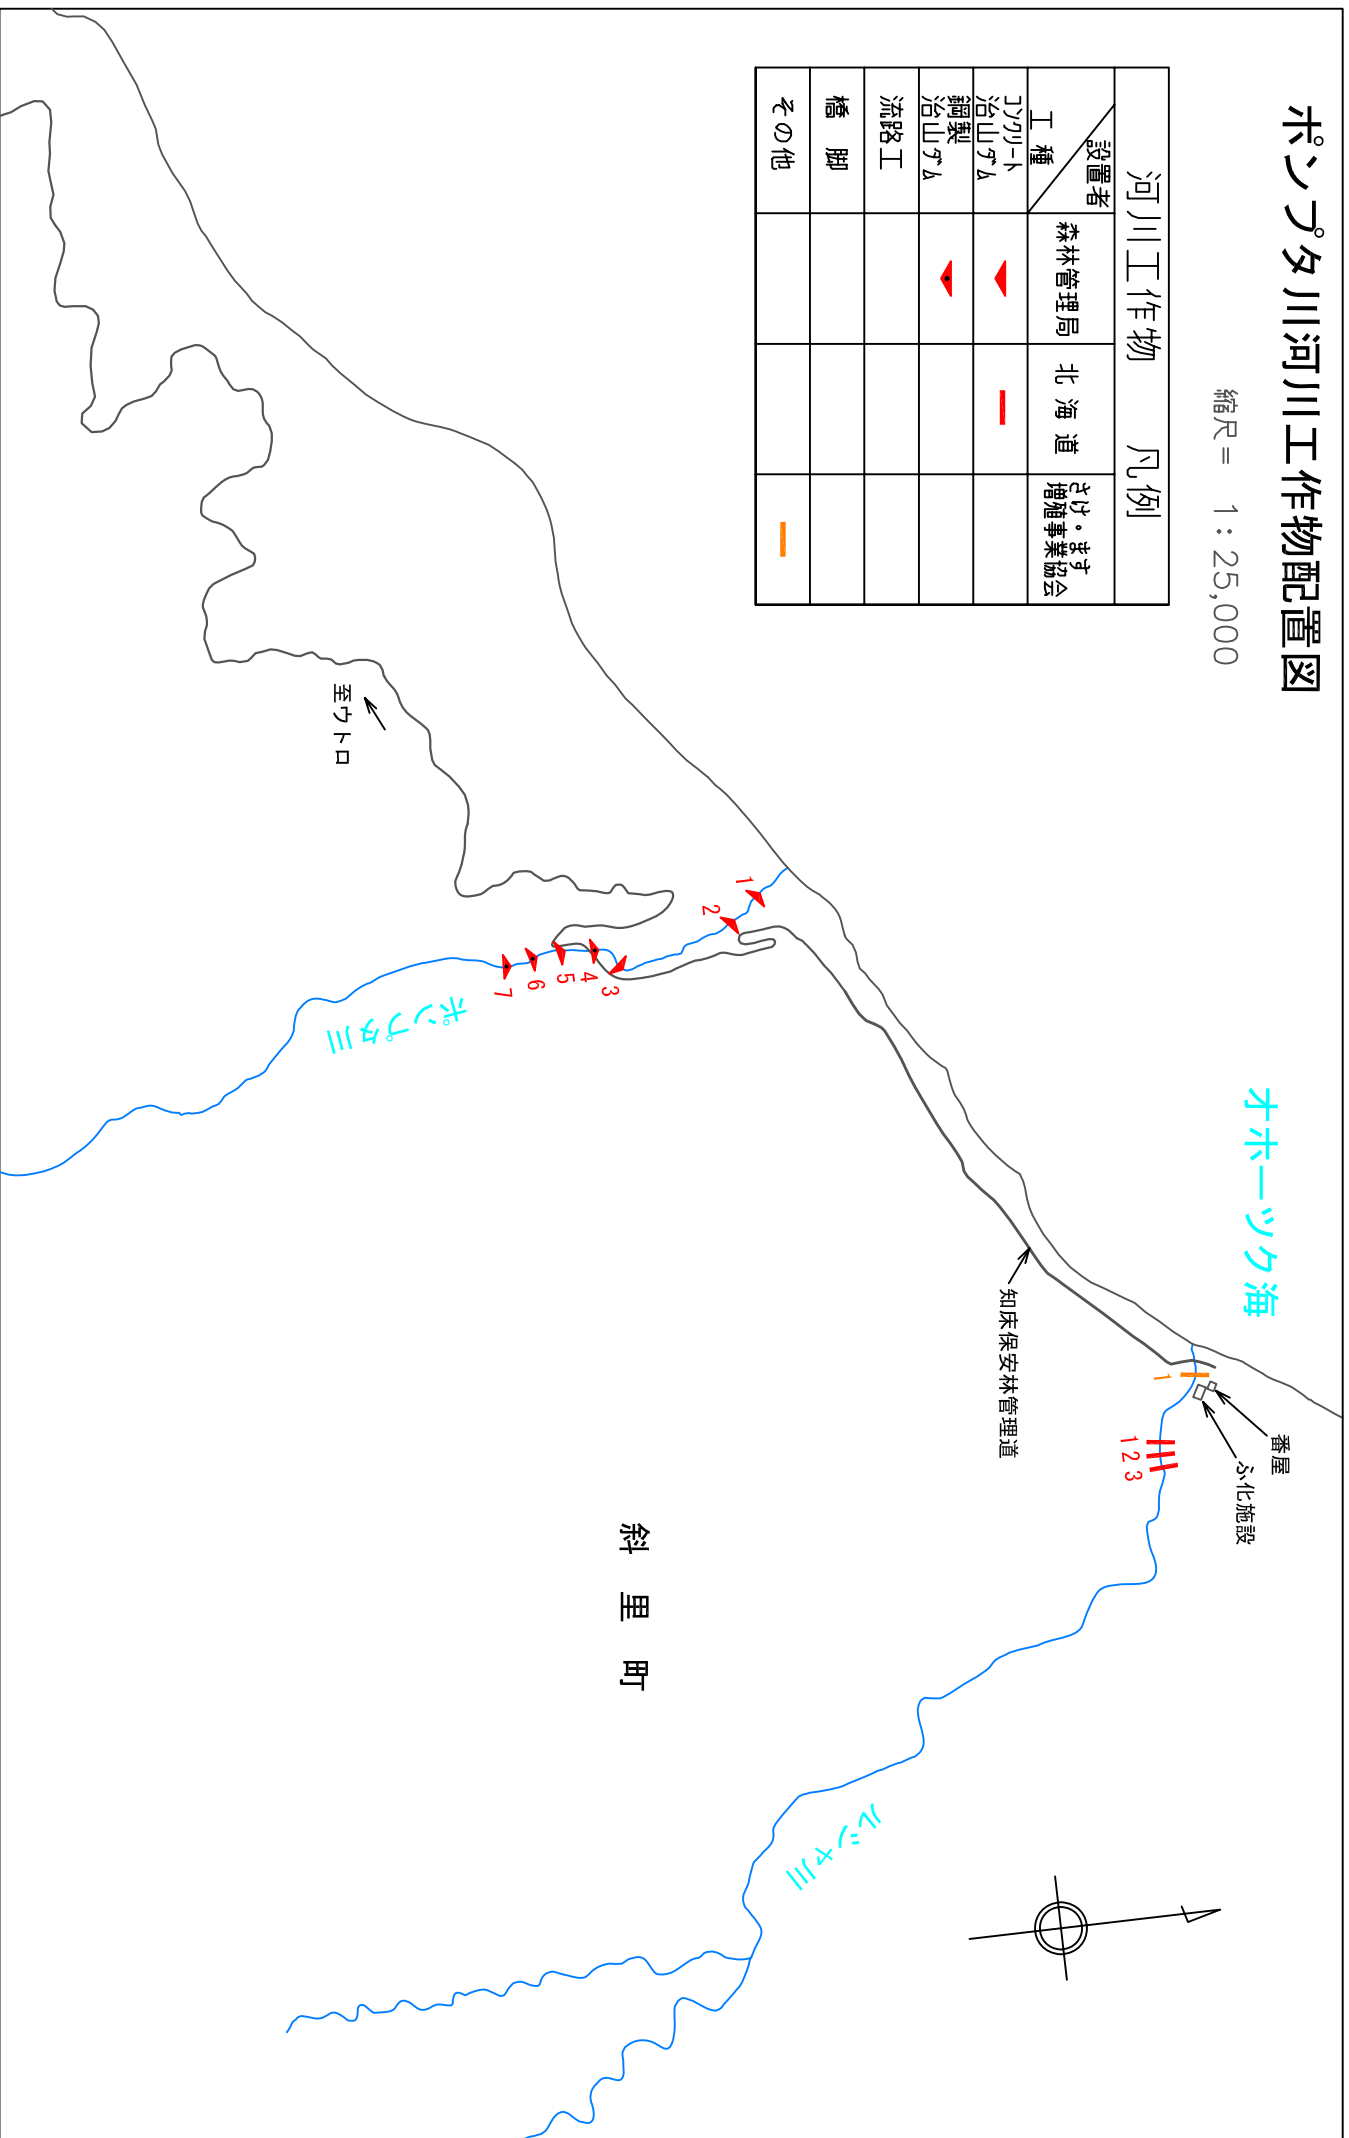 ポンプタ川河川工作物配置図
縮尺＝ 1：25,000
河川工作物 凡例
設置者
工種
森林管理局
北海道
さけ・ます
増殖事業協会
コンクリート
治山ダム
鋼製
治山ダム
流路工
橋脚
その他
オホーツク海
番屋
ふ化施設
1
1 2 3
知床保安林管理道
1
2
3
4
5
6
7
至ウトロ
ポンプタ川
斜里町
ルシャ川